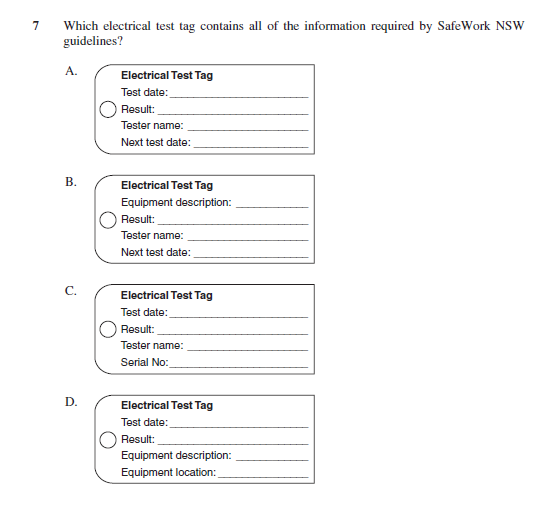 7 Which electrical test tag contains all of the information required by SafeWork NSW
guidelines?
A.
Electrical Test Tag
Test date:
Result:
Tester name:
Next test date:
B.
Electrical Test Tag
Equipment description:
Result:
Tester name:
Next test date:
C.
Electrical Test Tag
Test date:
Result:
Tester name:
Serial No:
D.
Electrical Test Tag
Test date:
Result:
Equipment description:
Equipment location: